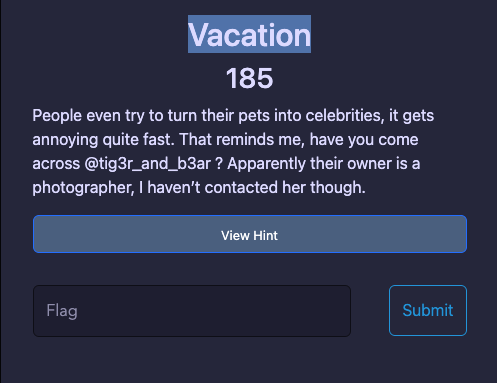 Vacation
185
People even try to turn their pets into celebrities, it gets
annoying quite fast. That reminds me, have you come
across @tig3r_and_b3ar ? Apparently their owner is a
photographer, I haven’t contacted her though.
View Hint
Flag
Submit